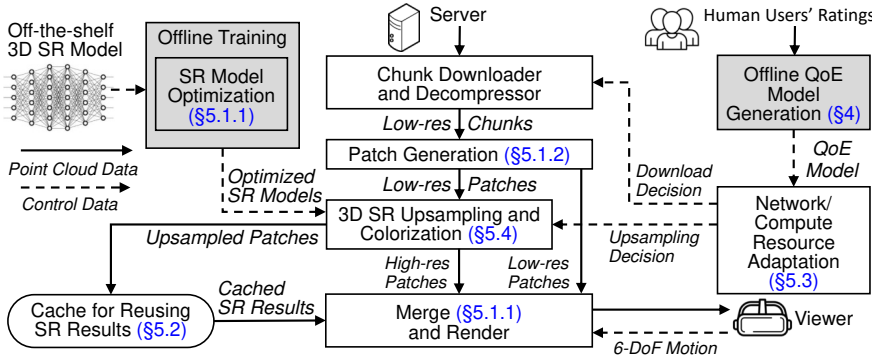 Off-the-shelf
3D SR Model
Offline Training
SR Model
Optimization
(§5.1.1)
Server
Chunk Downloader
and Decompressor
Human Users' Ratings
Offline QoE
Model
Generation (§4)
Low-res Chunks
Patch Generation (§5.1.2)
QoE
Model
Point Cloud Data
Control Data
Optimized
SR Models
Low-res Patches
Download
Decision
3D SR Upsampling and
Colorization (§5.4)
Upsampled Patches
Upsampling
Decision
Network/
Compute
Resource
Adaptation
(§5.3)
High-res
Patches
Low-res
Patches
Cache for Reusing
SR Results (§5.2)
Cached
SR Results
Merge (§5.1.1)
and Render
Viewer
6-DoF Motion